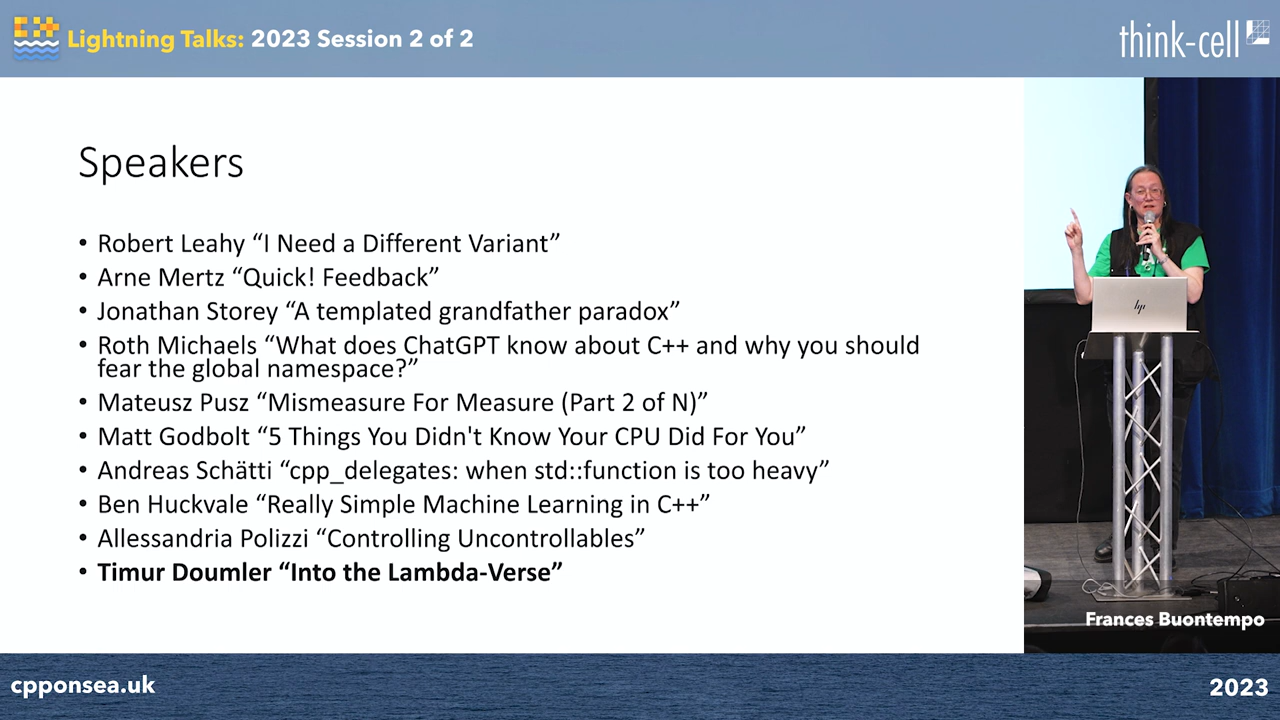 Lightning Talks: 2023 Session 2 of 2
think-cell
Speakers
• Robert Leahy “I Need a Different Variant”
• Arne Mertz “Quick! Feedback”
• Jonathan Storey “A templated grandfather paradox”
• Roth Michaels “What does ChatGPT know about C++ and why you should
fear the global namespace?”
• Mateusz Pusz “Mismeasure For Measure (Part 2 of N)”
• Matt Godbolt “5 Things You Didn't Know Your CPU Did For You”
• Andreas Schätti “cpp_delegates: when std::function is too heavy”
• Ben Huckvale “Really Simple Machine Learning in C++”
• Allessandria Polizzi “Controlling Uncontrollables”
• Timur Doumler “Into the Lambda-Verse”
hp
Frances Buontempo
cpponsea.uk
2023